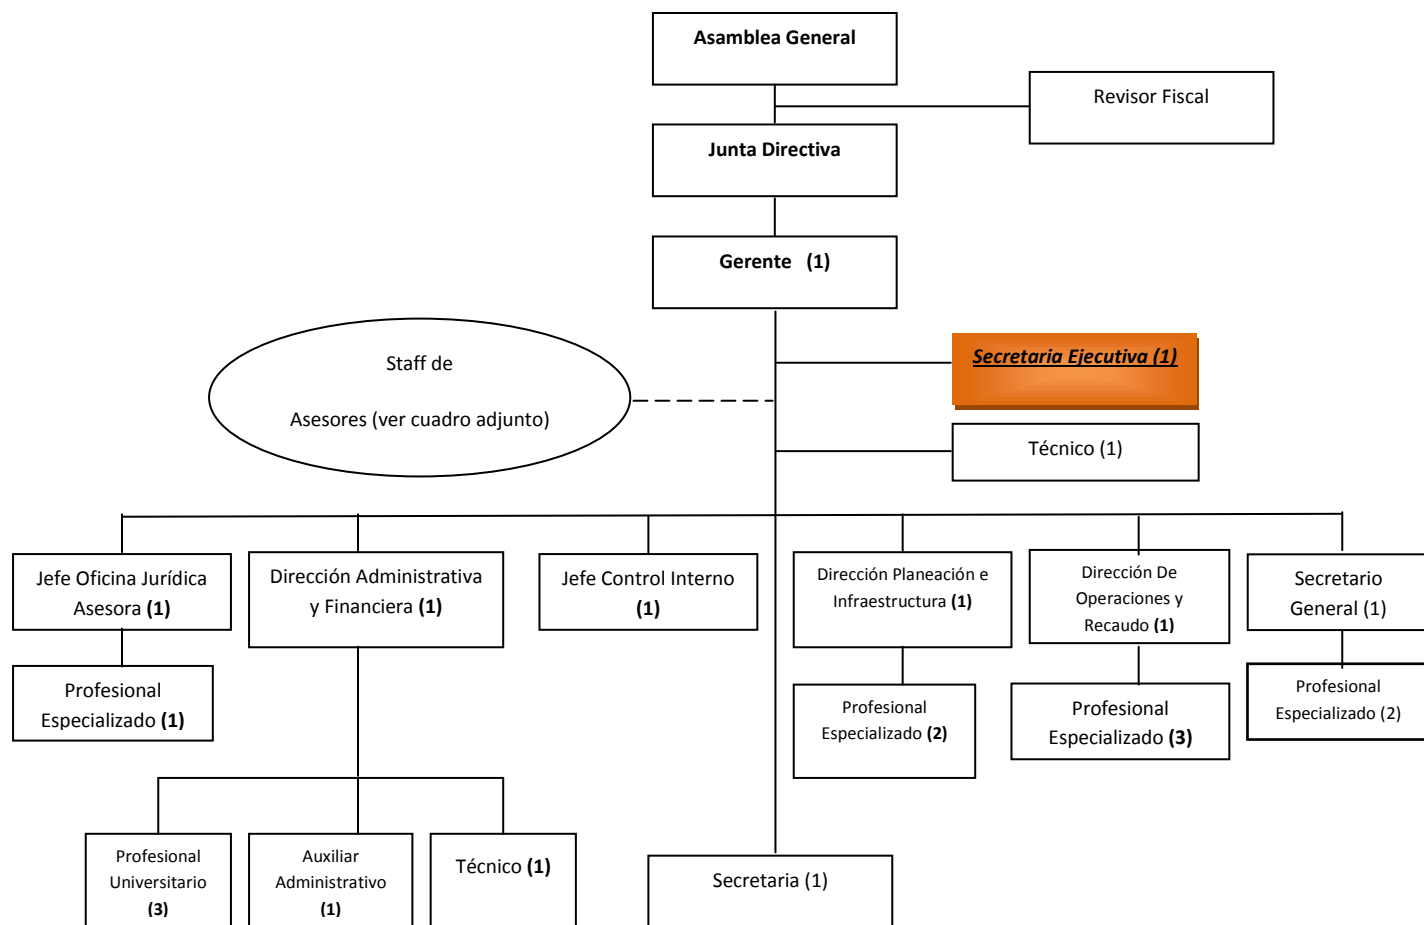 Asamblea General
Revisor Fiscal
Junta Directiva
Gerente (1)
Staff de
Asesores (ver cuadro adjunto)
Secretaria Ejecutiva (1)
Técnico (1)
Jefe Oficina Jurídica
Asesora (1)
Dirección Administrativa
y Financiera (1)
Jefe Control Interno
(1)
Dirección Planeación e
Infraestructura (1)
Dirección De
Operaciones y
Recaudo (1)
Secretario
General (1)
Profesional
Especializado (1)
Profesional
Especializado (2)
Profesional
Especializado (3)
Profesional
Especializado (2)
Profesional
Universitario
(3)
Auxiliar
Administrativo
(1)
Técnico (1)
Secretaria (1)